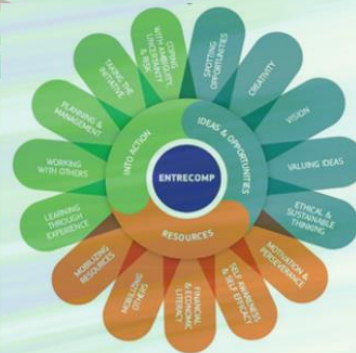 COPING
WITH AMBIGUITY,
UNCERTAINTY
& RISK
SPOTTING
OPPORTUNITIES
CREATIVITY
VISION
VALUING IDEAS
ETHICAL &
SUSTAINABLE
THINKING
MOTIVATION &
PERSEVERANCE
SELF AWARENESS
& SELF EFFICACY
FINANCIAL
& ECONOMIC
LITERACY
MOBILIZING
OTHERS
MOBILIZING
RESOURCES
LEARNING
THROUGH
EXPERIENCE
WORKING
WITH OTHERS
PLANNING &
MANAGEMENT
TAKING THE
INITIATIVE
INTO ACTION
IDEAS & OPPORTUNITIES
RESOURCES
ENTRECOMP